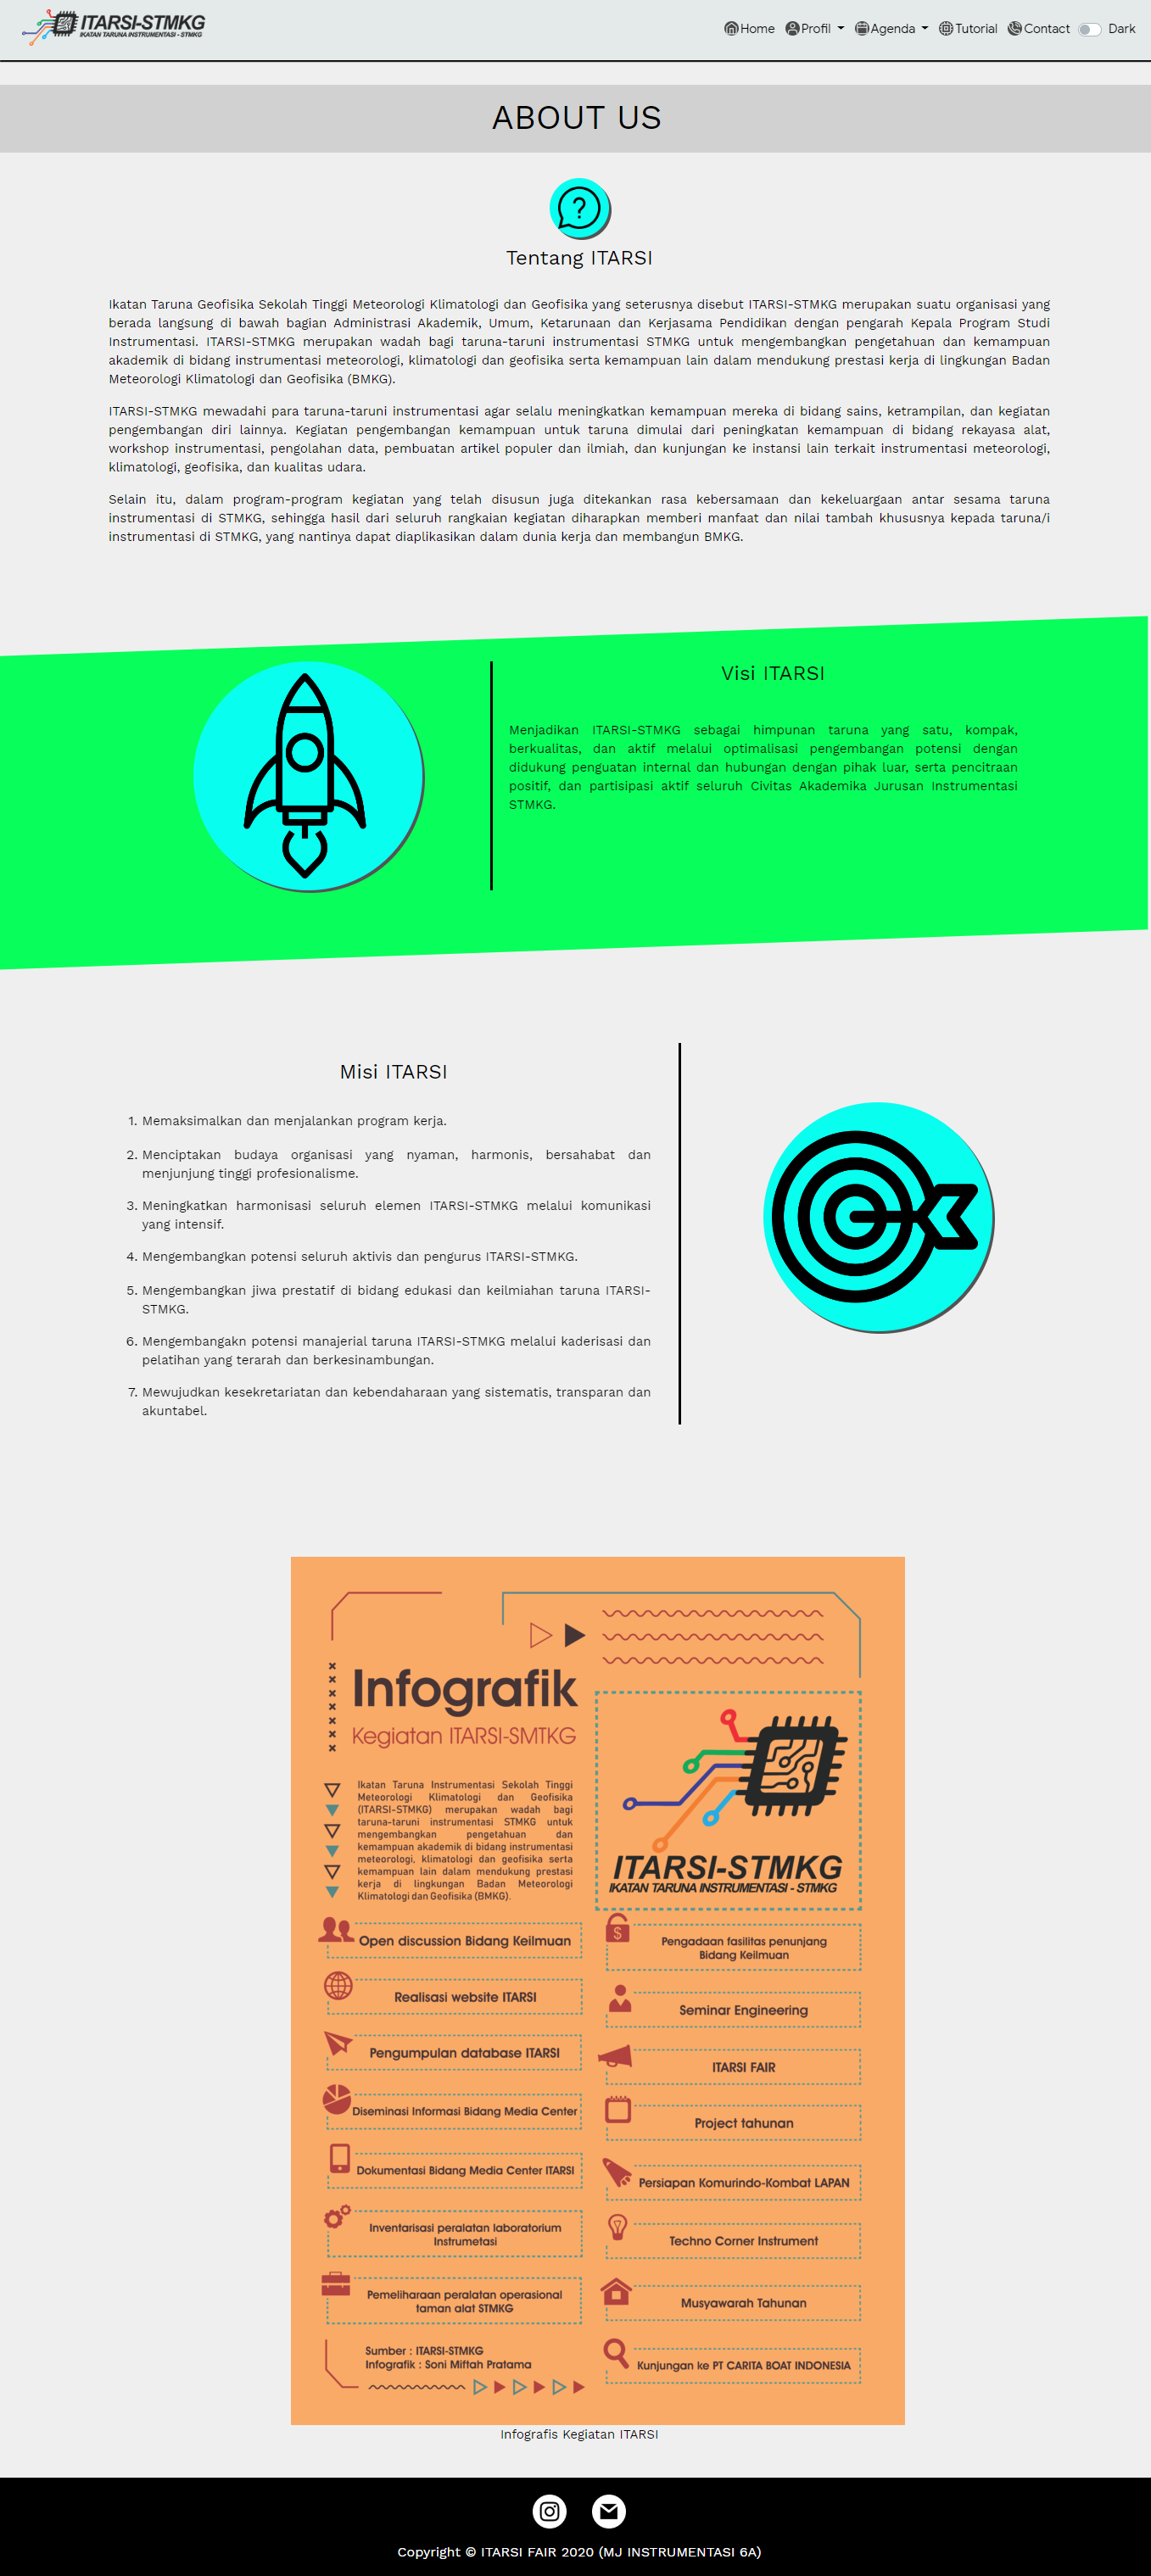 ITARSI-STMKG
IKATAN TARUNA INSTRUMENTASI - STMKG
Home Profil Agenda Tutorial Contact Dark
ABOUT US
Tentang ITARSI
Ikatan Taruna Geofisika Sekolah Tinggi Meteorologi Klimatologi dan Geofisika yang seterusnya disebut ITARSI-STMKG merupakan suatu organisasi yang
berada langsung di bawah bagian Administrasi Akademik, Umum, Ketarunaan dan Kerjasama Pendidikan dengan pengarah Kepala Program Studi
Instrumentasi. ITARSI-STMKG merupakan wadah bagi taruna-taruni instrumentasi STMKG untuk mengembangkan pengetahuan dan kemampuan
akademik di bidang instrumentasi meteorologi, klimatologi dan geofisika serta kemampuan lain dalam mendukung prestasi kerja di lingkungan Badan
Meteorologi Klimatologi dan Geofisika (BMKG).
ITARSI-STMKG mewadahi para taruna-taruni instrumentasi agar selalu meningkatkan kemampuan mereka di bidang sains, ketrampilan, dan kegiatan
pengembangan diri lainnya. Kegiatan pengembangan kemampuan untuk taruna dimulai dari peningkatan kemampuan di bidang rekayasa alat,
workshop instrumentasi, pengolahan data, pembuatan artikel populer dan ilmiah, dan kunjungan ke instansi lain terkait instrumentasi meteorologi,
klimatologi, geofisika, dan kualitas udara.
Selain itu, dalam program-program kegiatan yang telah disusun juga ditekankan rasa kebersamaan dan kekeluargaan antar sesama taruna
instrumentasi di STMKG, sehingga hasil dari seluruh rangkaian kegiatan diharapkan memberi manfaat dan nilai tambah khususnya kepada taruna/i
instrumentasi di STMKG, yang nantinya dapat diaplikasikan dalam dunia kerja dan membangun BMKG.
Visi ITARSI
Menjadikan ITARSI-STMKG sebagai himpunan taruna yang satu, kompak,
berkualitas, dan aktif melalui optimalisasi pengembangan potensi dengan
didukung penguatan internal dan hubungan dengan pihak luar, serta pencitraan
positif, dan partisipasi aktif seluruh Civitas Akademika Jurusan Instrumentasi
STMKG.
Misi ITARSI
1. Memaksimalkan dan menjalankan program kerja.
2. Menciptakan budaya organisasi yang nyaman, harmonis, bersahabat dan
menjunjung tinggi profesionalisme.
3. Meningkatkan harmonisasi seluruh elemen ITARSI-STMKG melalui komunikasi
yang intensif.
4. Mengembangkan potensi seluruh aktivis dan pengurus ITARSI-STMKG.
5. Mengembangkan jiwa prestatif di bidang edukasi dan keilmiahan taruna ITARSI-
STMKG.
6. Mengembangakn potensi manajerial taruna ITARSI-STMKG melalui kaderisasi dan
pelatihan yang terarah dan berkesinambungan.
7. Mewujudkan kesekretariatan dan kebendaharaan yang sistematis, transparan dan
akuntabel.
Infografik
Kegiatan ITARSI-SMTKG
Ikatan Taruna Instrumentasi Sekolah Tinggi
Meteorologi Klimatologi dan Geofisika
(ITARSI-STMKG) merupakan wadah bagi
taruna-taruni instrumentasi STMKG untuk
mengembangkan pengetahuan dan
kemampuan akademik di bidang instrumentasi
meteorologi, klimatologi dan geofisika serta
kemampuan lain dalam mendukung prestasi
kerja di lingkungan Badan Meteorologi
Klimatologi dan Geofisika (BMKG).
ITARSI-STMKG
IKATAN TARUNA INSTRUMENTASI - STMKG
Open discussion Bidang Keilmuan
Realisasi website ITARSI
Pengumpulan database ITARSI
Diseminasi Informasi Bidang Media Center
Dokumentasi Bidang Media Center ITARSI
Inventarisasi peralatan laboratorium
Instrumetasi
Pemeliharaan peralatan operasional
taman alat STMKG
Sumber : ITARSI-STMKG
Infografik : Soni Miftah Pratama
$
Pengadaan fasilitas penunjang
Bidang Keilmuan
Seminar Engineering
ITARSI FAIR
Project tahunan
Persiapan Komurindo-Kombat LAPAN
Techno Corner Instrument
Musyawarah Tahunan
Kunjungan ke PT CARITA BOAT INDONESIA
Infografis Kegiatan ITARSI
Copyright © ITARSI FAIR 2020 (MJ INSTRUMENTASI 6A)